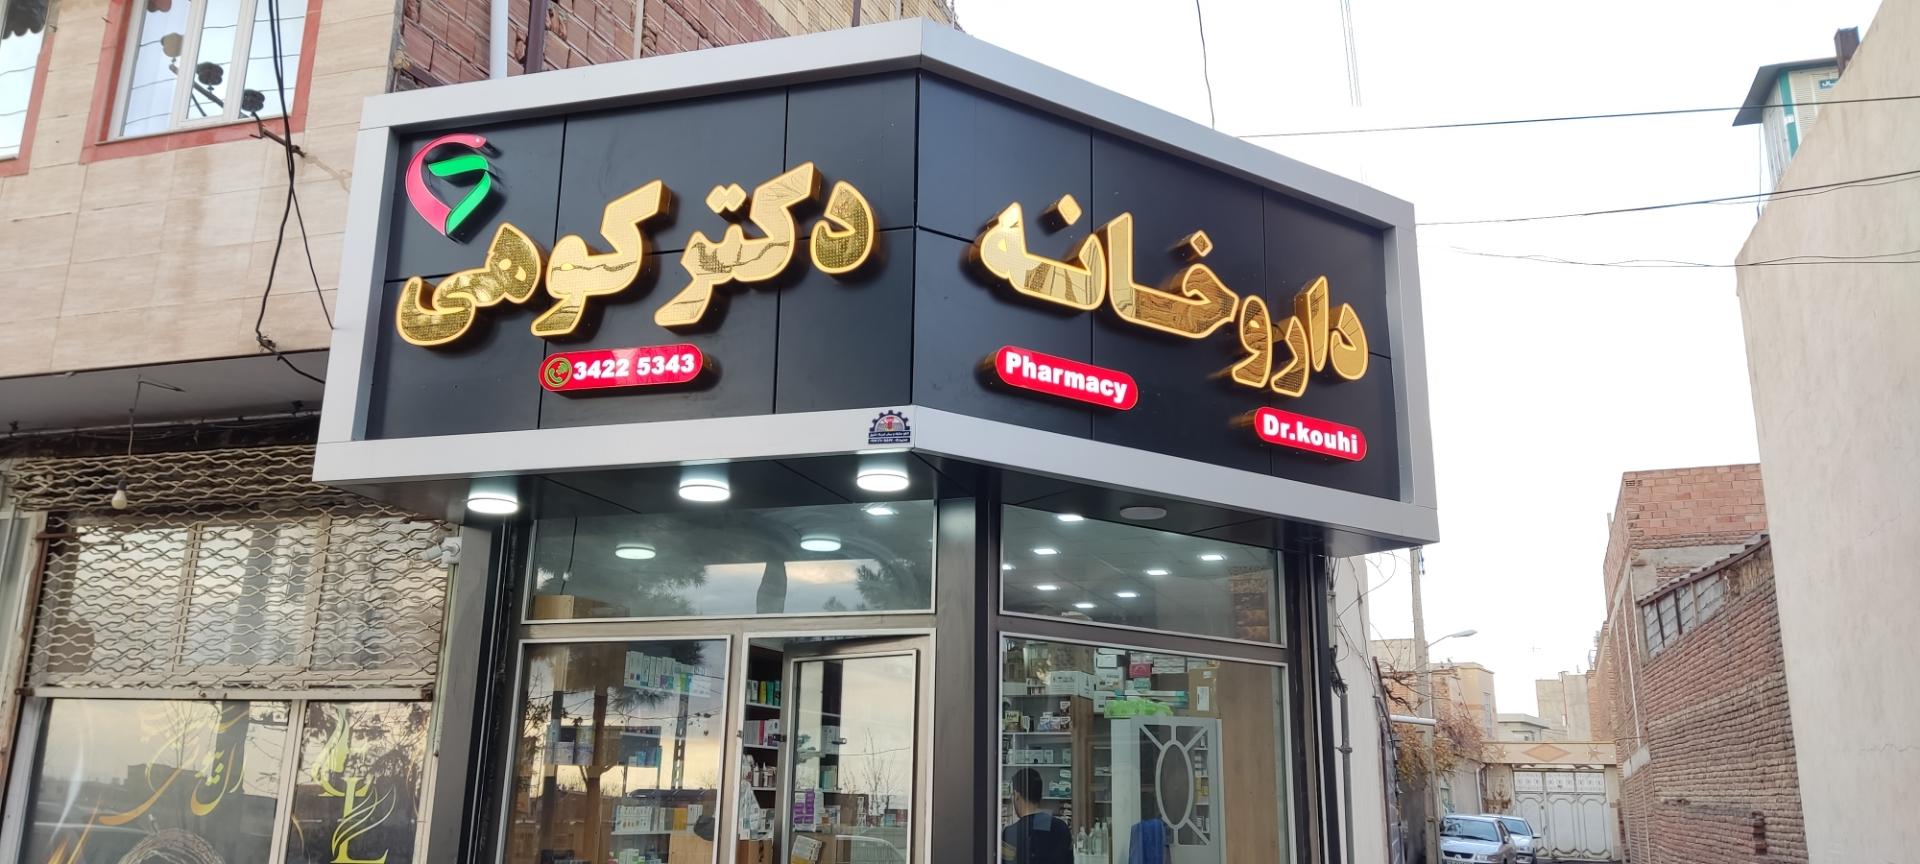 داروخانه
دکتر کوهی
3422 5343
Pharmacy
Dr.kouhi